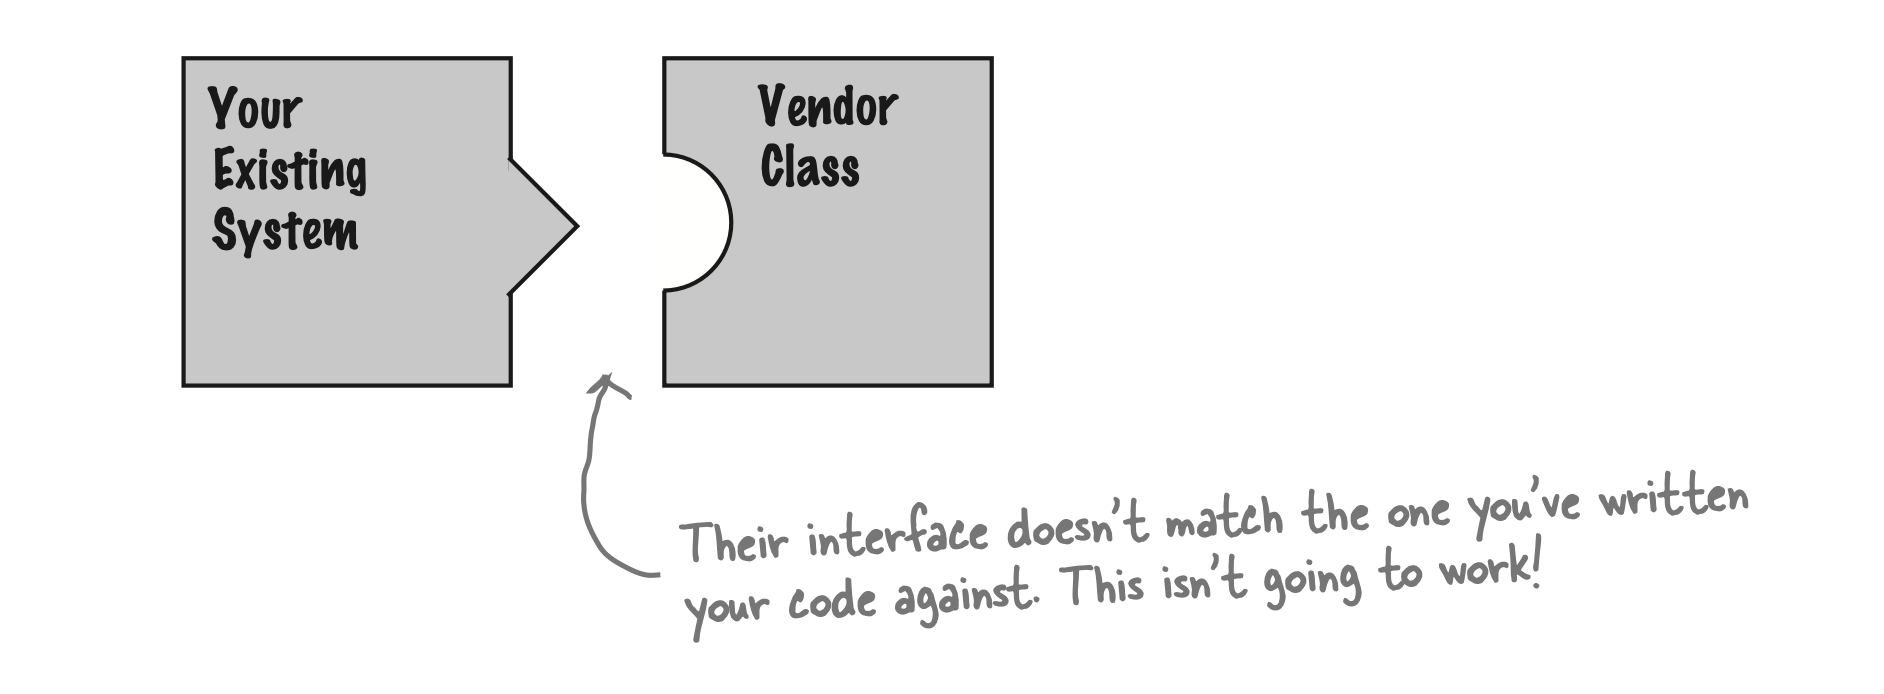 Your
Existing
System
Vendor
Class
Their interface doesn't match the one you've written
your code against. This isn't going to work!